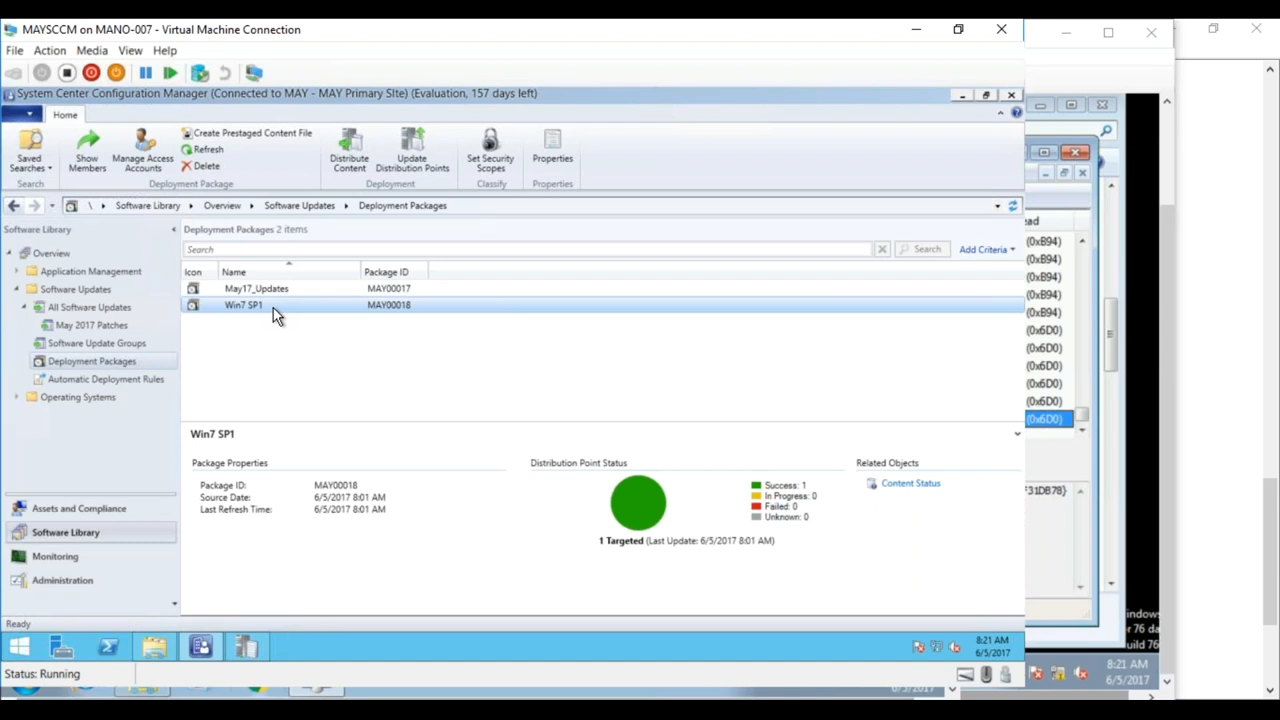 MAYSCCM on MANO-007 - Virtual Machine Connection
File Action Media View Help
System Center Configuration Manager (Connected to MAY - MAY Primary SIte) (Evaluation, 157 days left)
Home
Saved Searches
Show Members
Manage Access Accounts
Create Prestaged Content File
Refresh
Delete
Distribute Content
Update Distribution Points
Set Security Scopes
Properties
Search
Deployment Package
Deployment
Classify
Properties
\ Software Library Overview Software Updates Deployment Packages
Software Library
Overview
Application Management
Software Updates
All Software Updates
May 2017 Patches
Software Update Groups
Deployment Packages
Automatic Deployment Rules
Operating Systems
Assets and Compliance
Software Library
Monitoring
Administration
Deployment Packages 2 items
Search
Search
Add Criteria
Icon Name Package ID
May17_Updates MAY00017
Win7 SP1 MAY00018
Win7 SP1
Package Properties
Package ID: MAY00018
Source Date: 6/5/2017 8:01 AM
Last Refresh Time: 6/5/2017 8:01 AM
Distribution Point Status
Success: 1
In Progress: 0
Failed: 0
Unknown: 0
1 Targeted (Last Update: 6/5/2017 8:01 AM)
Related Objects
Content Status
Ready
8:21 AM
6/5/2017
Status: Running
ead
(0xB94)
(0xB94)
(0xB94)
(0xB94)
(0xB94)
(0x6D0)
(0x6D0)
(0x6D0)
(0x6D0)
(0x6D0)
(0x6D0)
F31DB78}
indows
r 76 da
uild 76
8:21 AM
6/5/2017